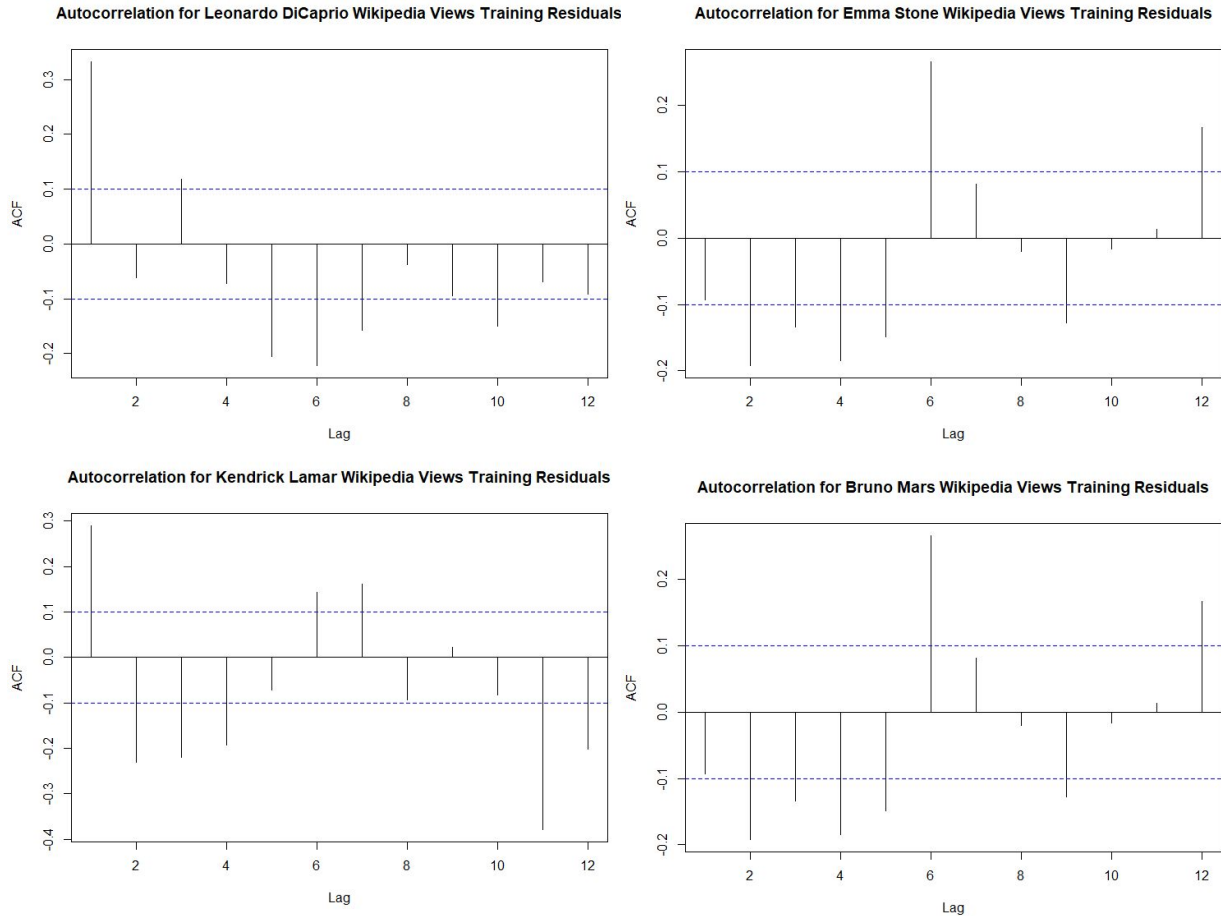 Autocorrelation for Leonardo DiCaprio Wikipedia Views Training Residuals
ACF
0.3
0.2
0.1
0.0
-0.1
-0.2
2 4 6 8 10 12
Lag
Autocorrelation for Emma Stone Wikipedia Views Training Residuals
ACF
0.2
0.1
0.0
-0.1
-0.2
2 4 6 8 10 12
Lag
Autocorrelation for Kendrick Lamar Wikipedia Views Training Residuals
ACF
0.3
0.2
0.1
0.0
-0.1
-0.2
-0.3
-0.4
2 4 6 8 10 12
Lag
Autocorrelation for Bruno Mars Wikipedia Views Training Residuals
ACF
0.2
0.1
0.0
-0.1
-0.2
2 4 6 8 10 12
Lag